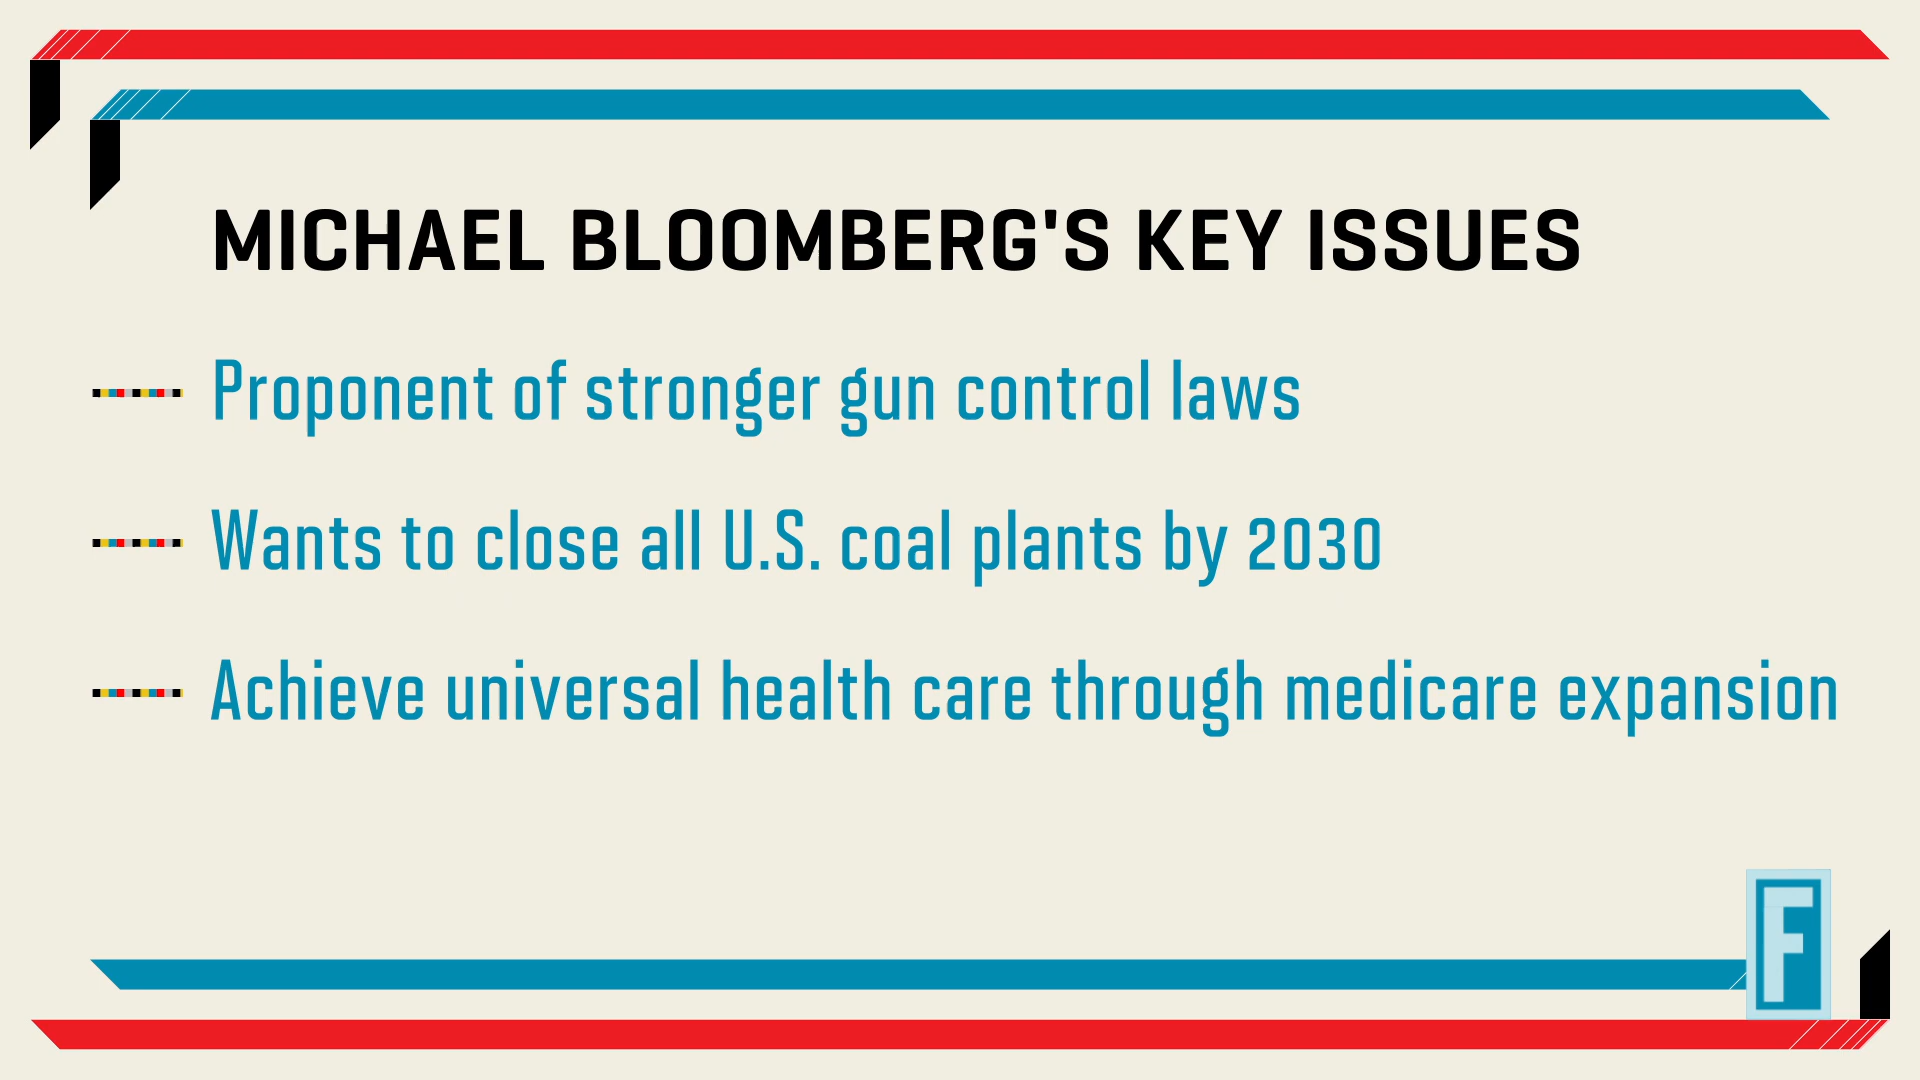 MICHAEL BLOOMBERG'S KEY ISSUES
Proponent of stronger gun control laws
Wants to close all U.S. coal plants by 2030
Achieve universal health care through medicare expansion
F